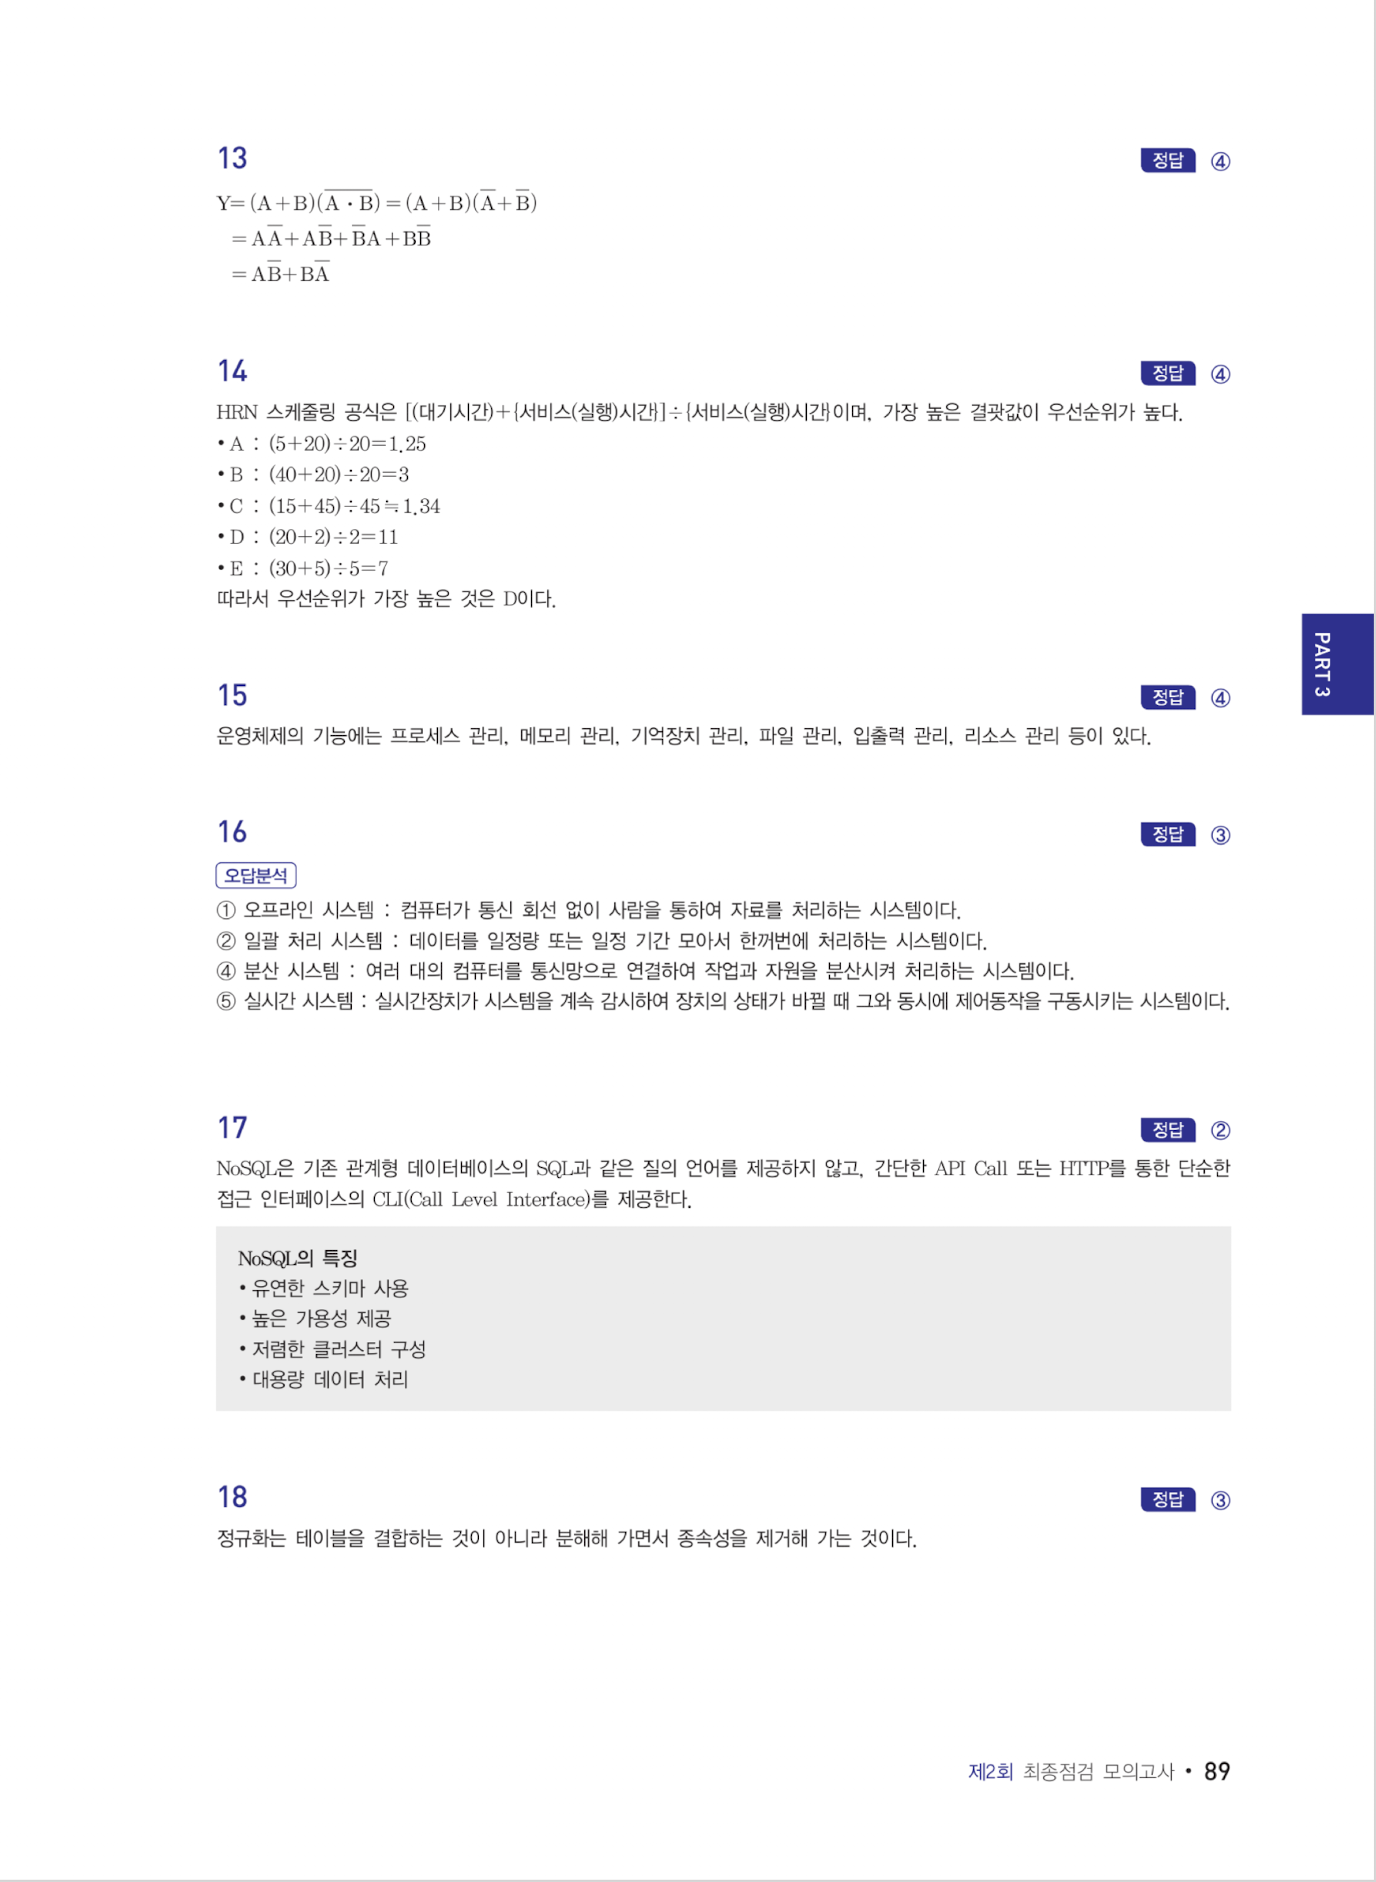 13
정답 ④
Y=(A+B)(A̅ ̅·̅ ̅B̅)=(A+B)(A̅+B̅)
=AA̅+AB̅+B̅A+BB̅
=AB̅+BA̅
14
정답 ④
HRN 스케줄링 공식은 [(대기시간)+{서비스(실행)시간}]÷{서비스(실행)시간}이며, 가장 높은 결괏값이 우선순위가 높다.
• A : (5+20)÷20=1.25
• B : (40+20)÷20=3
• C : (15+45)÷45≒1.34
• D : (20+2)÷2=11
• E : (30+5)÷5=7
따라서 우선순위가 가장 높은 것은 D이다.
PART 3
15
정답 ④
운영체제의 기능에는 프로세스 관리, 메모리 관리, 기억장치 관리, 파일 관리, 입출력 관리, 리소스 관리 등이 있다.
16
정답 ③
오답분석
① 오프라인 시스템 : 컴퓨터가 통신 회선 없이 사람을 통하여 자료를 처리하는 시스템이다.
② 일괄 처리 시스템 : 데이터를 일정량 또는 일정 기간 모아서 한꺼번에 처리하는 시스템이다.
④ 분산 시스템 : 여러 대의 컴퓨터를 통신망으로 연결하여 작업과 자원을 분산시켜 처리하는 시스템이다.
⑤ 실시간 시스템 : 실시간장치가 시스템을 계속 감시하여 장치의 상태가 바뀔 때 그와 동시에 제어동작을 구동시키는 시스템이다.
17
정답 ②
NoSQL은 기존 관계형 데이터베이스의 SQL과 같은 질의 언어를 제공하지 않고, 간단한 API Call 또는 HTTP를 통한 단순한
접근 인터페이스의 CLI(Call Level Interface)를 제공한다.
NoSQL의 특징
• 유연한 스키마 사용
• 높은 가용성 제공
• 저렴한 클러스터 구성
• 대용량 데이터 처리
18
정답 ③
정규화는 테이블을 결합하는 것이 아니라 분해해 가면서 종속성을 제거해 가는 것이다.
제2회 최종점검 모의고사 • 89